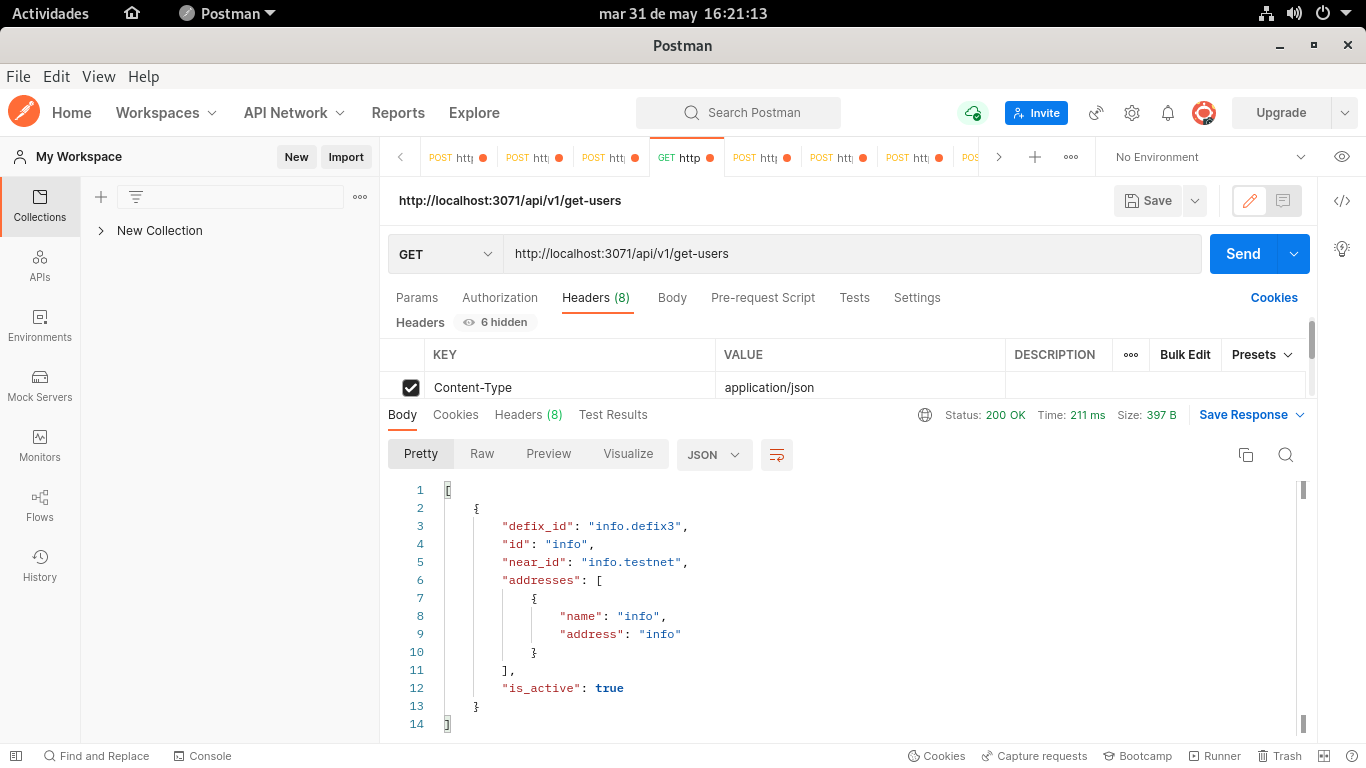 Actividades Postman mar 31 de may 16:21:13
Postman
File Edit View Help
Home Workspaces API Network Reports Explore Search Postman Invite Upgrade
My Workspace New Import
POST http POST http POST http GET http POST http POST http POST http POS No Environment
http://localhost:3071/api/v1/get-users Save
Collections
New Collection
APIs
Environments
Mock Servers
Monitors
Flows
History
GET http://localhost:3071/api/v1/get-users Send
Params Authorization Headers (8) Body Pre-request Script Tests Settings Cookies
Headers 6 hidden
KEY VALUE DESCRIPTION Bulk Edit Presets
Content-Type application/json
Body Cookies Headers (8) Test Results Status: 200 OK Time: 211 ms Size: 397 B Save Response
Pretty Raw Preview Visualize JSON
1 [
2 {
3 "defix_id": "info.defix3",
4 "id": "info",
5 "near_id": "info.testnet",
6 "addresses": [
7 {
8 "name": "info",
9 "address": "info"
10 }
11 ],
12 "is_active": true
13 }
14 ]
Find and Replace Console Cookies Capture requests Bootcamp Runner Trash